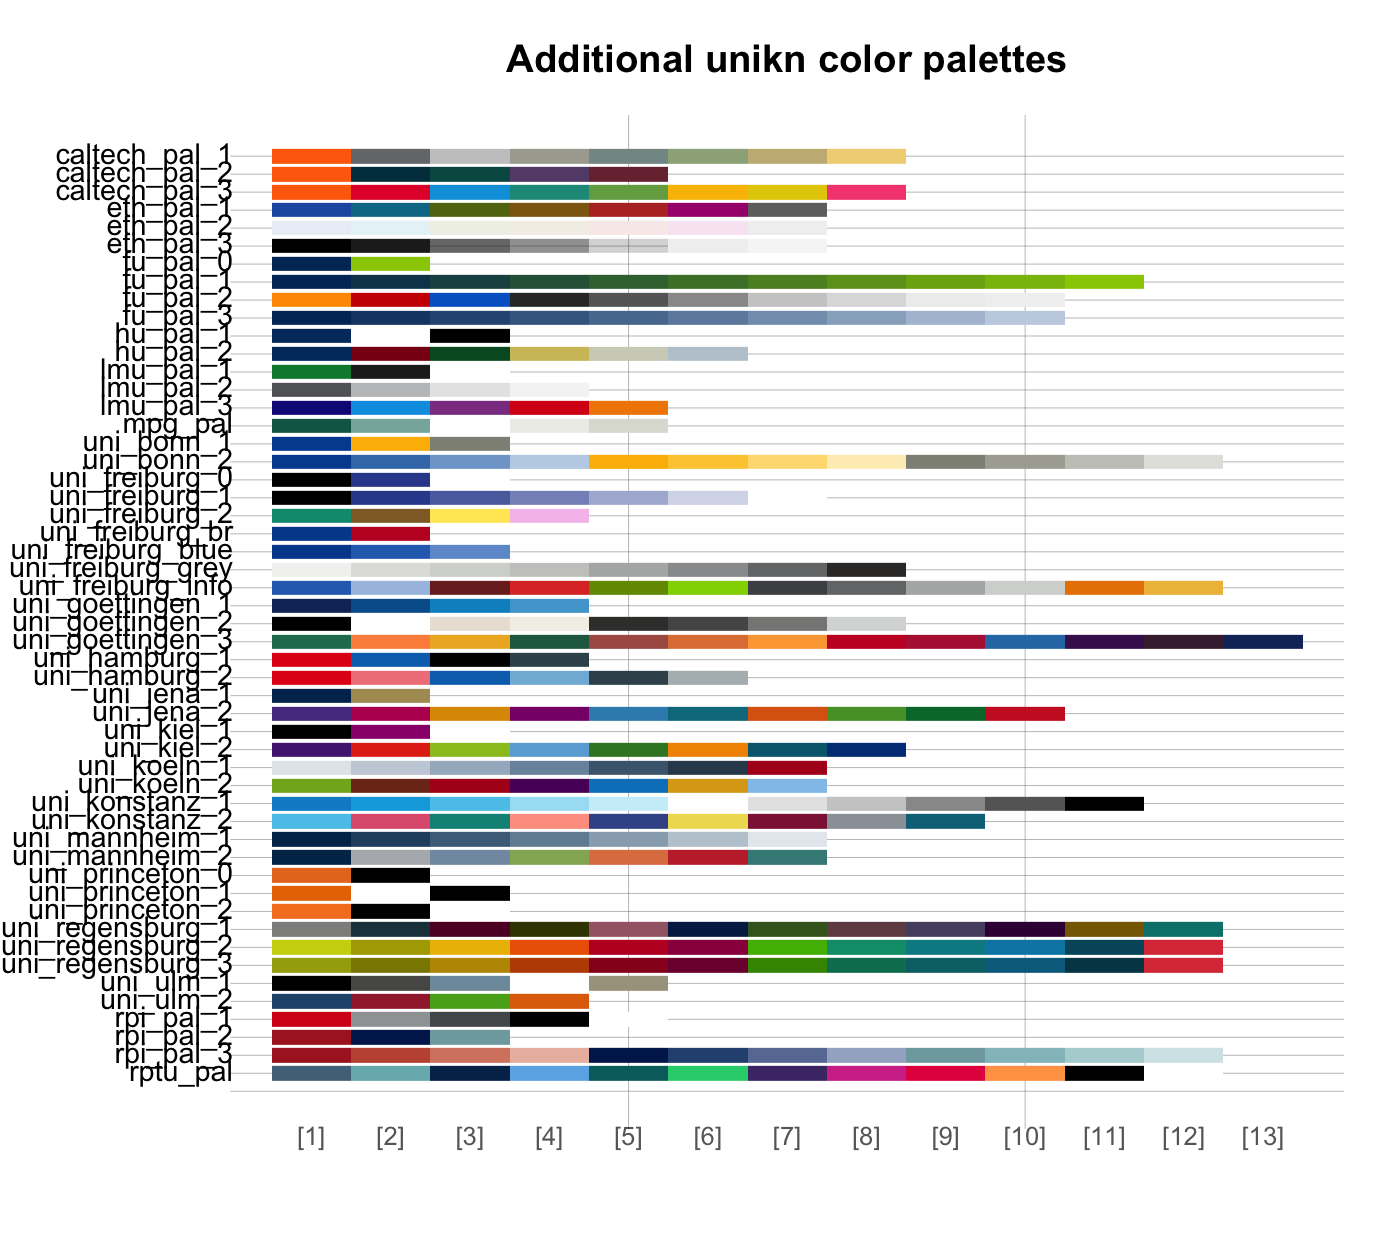 Additional unikn color palettes
caltech_pal_1
caltech_pal_2
caltech_pal_3
eth_pal_1
eth_pal_2
eth_pal_3
fu_pal_0
fu_pal_1
fu_pal_2
fu_pal_3
hu_pal_1
hu_pal_2
lmu_pal_1
lmu_pal_2
lmu_pal_3
mpg_pal
uni_bonn_1
uni_bonn_2
uni_freiburg_0
uni_freiburg_1
uni_freiburg_2
uni_freiburg_br
uni_freiburg_blue
uni_freiburg_grey
uni_freiburg_info
uni_goettingen_1
uni_goettingen_2
uni_goettingen_3
uni_hamburg_1
uni_hamburg_2
uni_jena_1
uni_jena_2
uni_kiel_1
uni_kiel_2
uni_koeln_1
uni_koeln_2
uni_konstanz_1
uni_konstanz_2
uni_mannheim_1
uni_mannheim_2
uni_princeton_0
uni_princeton_1
uni_princeton_2
uni_regensburg_1
uni_regensburg_2
uni_regensburg_3
uni_ulm_1
uni_ulm_2
rpi_pal_1
rpi_pal_2
rpi_pal_3
rptu_pal
[1] [2] [3] [4] [5] [6] [7] [8] [9] [10] [11] [12] [13]